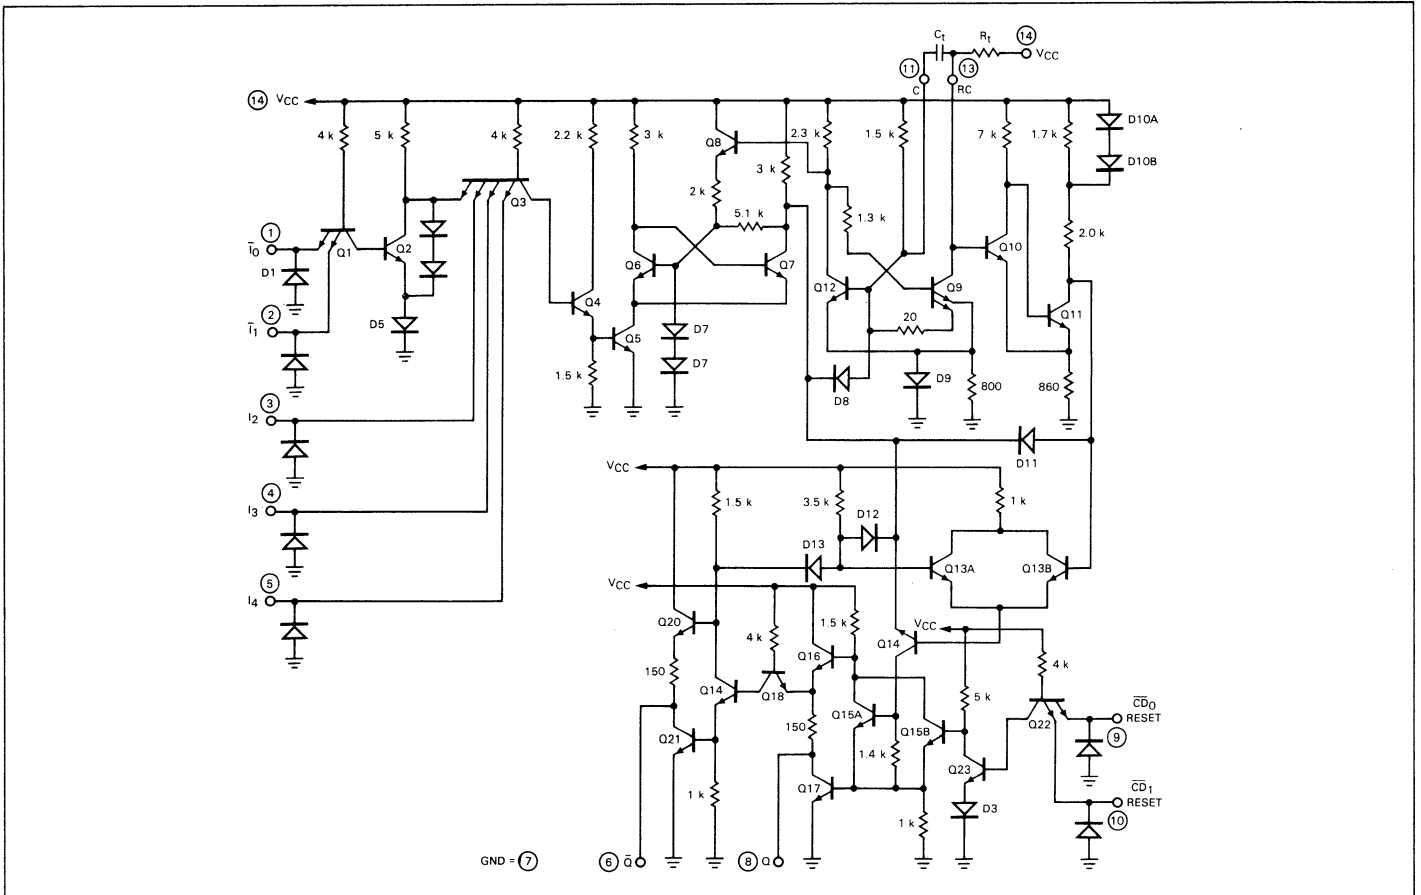 Ct Rt 14 VCC
11 13
C RC
14 VCC
4 k 5 k 4 k 2.2 k 3 k Q8 3 k 2.3 k 1.5 k 7 k 1.7 k D10A
D10B
2 k 1.3 k
Q3 5.1 k 2.0 k
1 I̅0 Q1 Q2 Q6 Q7 Q10
D1 Q12 Q9
Q4 20 Q11
2 I̅1 D5 Q5 D7
1.5 k D7 D8 D9 800 860
3
I2
D11
VCC
4
I3 1.5 k 3.5 k D12 1 k
D13 Q13A Q13B
5
I4 VCC
Q20 4 k 1.5 k VCC
Q16 Q14 4 k
150 Q14 Q18 5 k
150 Q15A Q15B Q22 C̅D̅0
RESET
Q21 1.4 k 9
Q23
1 k Q17 D3 C̅D̅1
RESET
1 k 10
GND = 7 6 Q̅ 8 Q